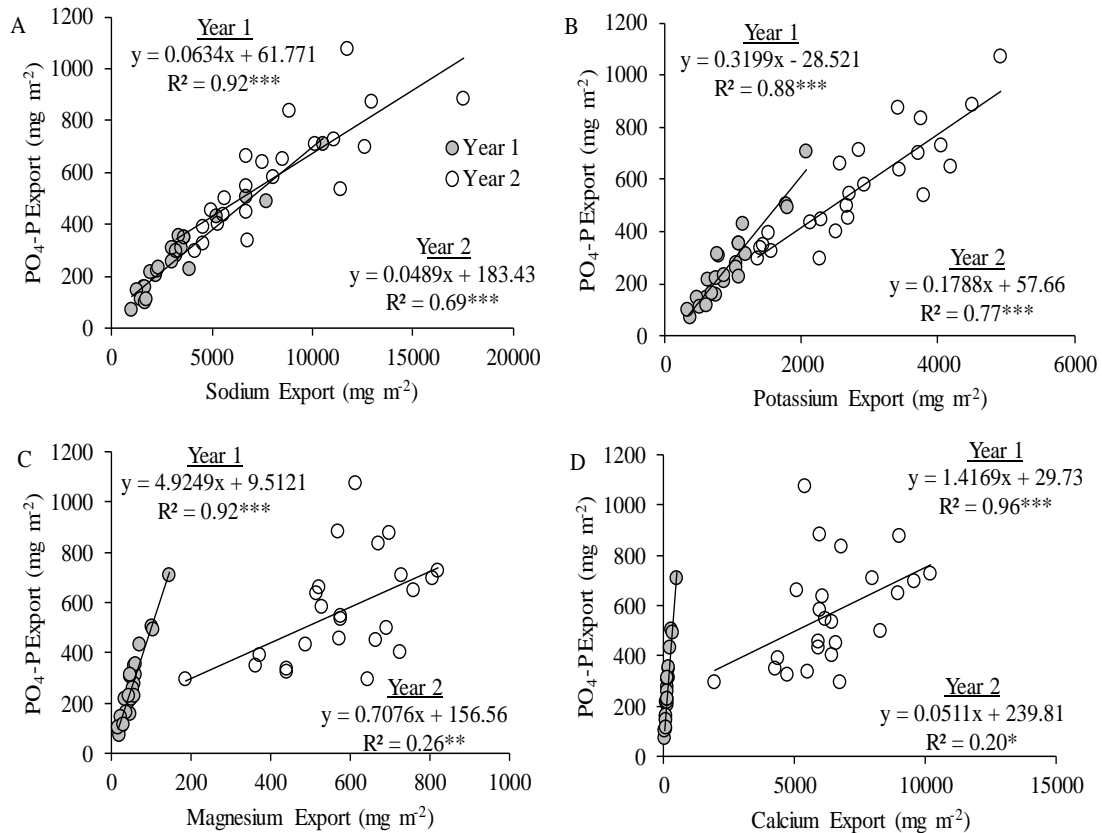 A
Year 1
y = 0.0634x + 61.771
R² = 0.92***
Year 1
Year 2
Year 2
y = 0.0489x + 183.43
R² = 0.69***
1200
1000
800
600
400
200
0
0 5000 10000 15000 20000
PO4-P Export (mg m-2)
Sodium Export (mg m-2)
B
Year 1
y = 0.3199x - 28.521
R² = 0.88***
Year 2
y = 0.1788x + 57.66
R² = 0.77***
1200
1000
800
600
400
200
0
0 2000 4000 6000
PO4-P Export (mg m-2)
Potassium Export (mg m-2)
C
Year 1
y = 4.9249x + 9.5121
R² = 0.92***
Year 2
y = 0.7076x + 156.56
R² = 0.26**
1200
1000
800
600
400
200
0
0 200 400 600 800 1000
PO4-P Export (mg m-2)
Magnesium Export (mg m-2)
D
Year 1
y = 1.4169x + 29.73
R² = 0.96***
Year 2
y = 0.0511x + 239.81
R² = 0.20*
1200
1000
800
600
400
200
0
0 5000 10000 15000
PO4-P Export (mg m-2)
Calcium Export (mg m-2)